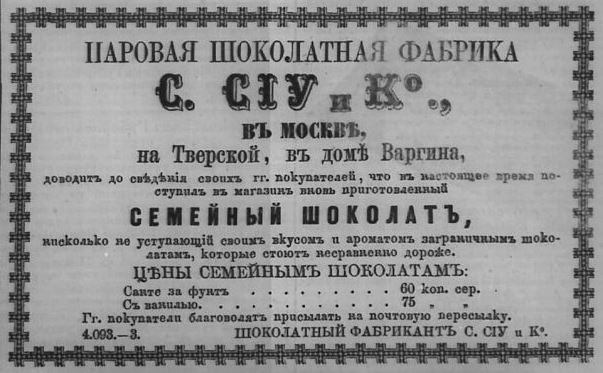 ПАРОВАЯ ШОКОЛАТНАЯ ФАБРИКА
С. СІУ и Кº.,
ВЪ МОСКВѢ,
на Тверской, въ домѣ Варгина,
доводитъ до свѣдѣнія своихъ гг. покупателей, что въ настоящее время по-
ступилъ въ магазинъ вновь приготовленный
СЕМЕЙНЫЙ ШОКОЛАТЪ,
нисколько не уступающій своимъ вкусомъ и ароматомъ заграничнымъ шоко-
латамъ, которые стоютъ несравненно дороже.
ЦѢНЫ СЕМЕЙНЫМЪ ШОКОЛАТАМЪ:
Санте за фунтъ . . . . . . . . . . 60 коп. сер.
Съ ванилью. . . . . . . . . . . . 75 „ „
Гг. покупатели благоволятъ присылать на почтовую пересылку.
4.093.—3. ШОКОЛАТНЫЙ ФАБРИКАНТЪ С. СІУ и Кº.